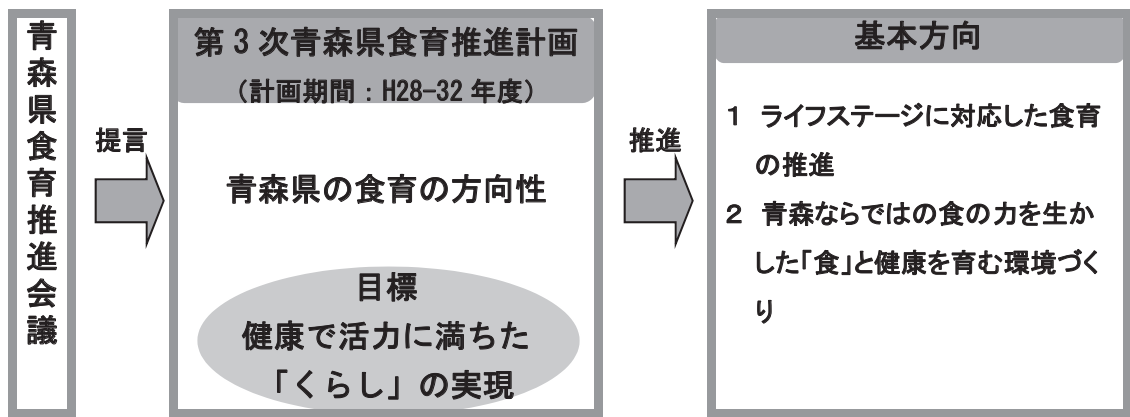 青森県食育推進会議
提言
第3次青森県食育推進計画
（計画期間：H28-32 年度）
青森県の食育の方向性
目標
健康で活力に満ちた
「くらし」の実現
推進
基本方向
1 ライフステージに対応した食育
の推進
2 青森ならではの食の力を生か
した「食」と健康を育む環境づく
り